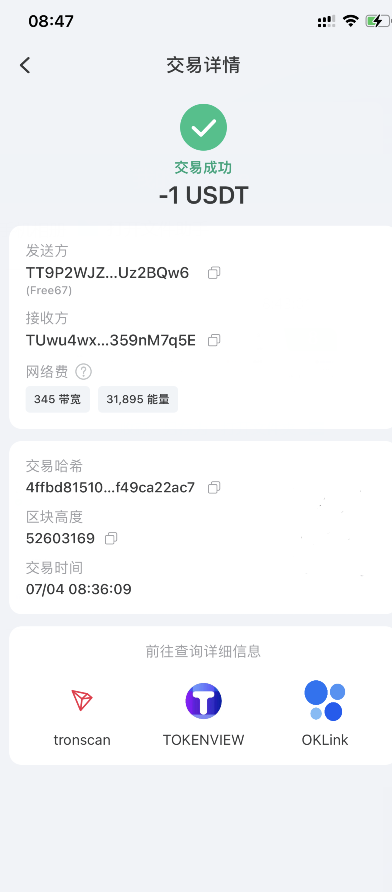 08:47
交易详情
交易成功
-1 USDT
发送方
TT9P2WJZ...Uz2BQw6
(Free67)
接收方
TUwu4wx...359nM7q5E
网络费 ?
345 带宽 31,895 能量
交易哈希
4ffbd81510...f49ca22ac7
区块高度
52603169
交易时间
07/04 08:36:09
前往查询详细信息
tronscan TOKENVIEW OKLink